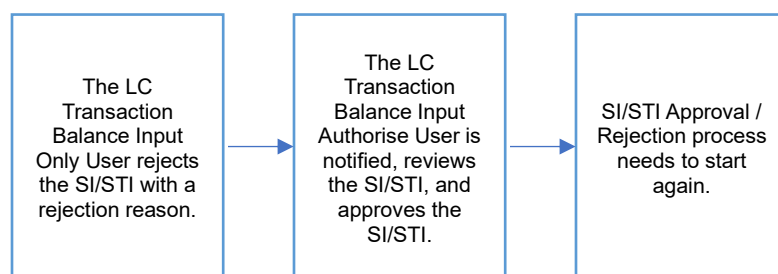 The LC
Transaction
Balance Input
Only User rejects
the SI/STI with a
rejection reason.
The LC
Transaction
Balance Input
Authorise User is
notified, reviews
the SI/STI, and
approves the
SI/STI.
SI/STI Approval /
Rejection process
needs to start
again.